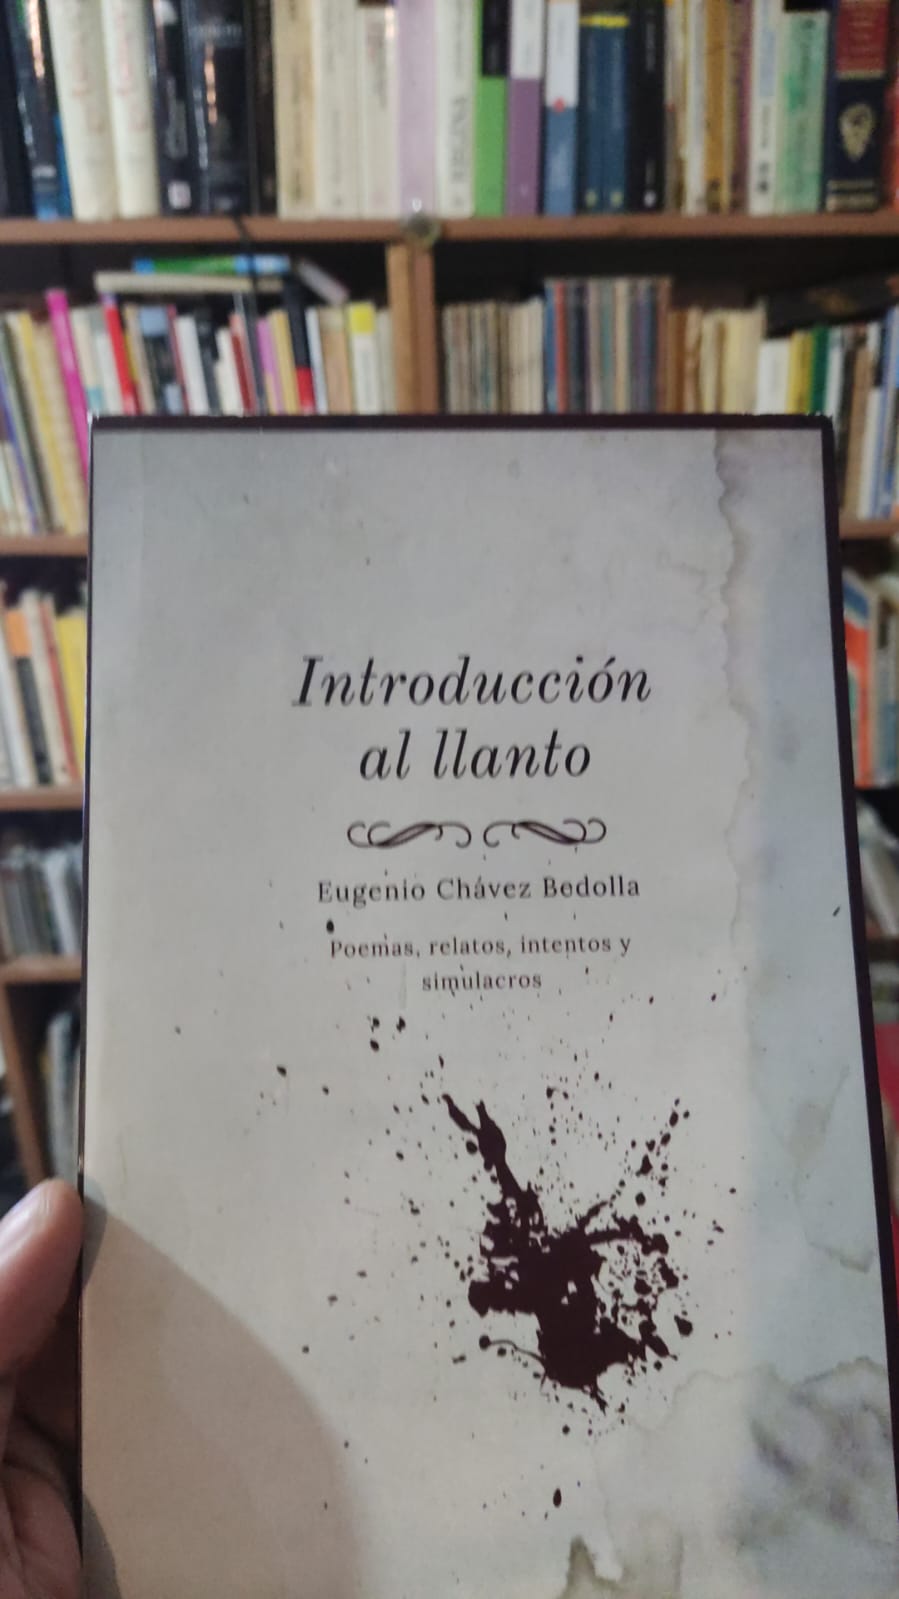 Introducción
al llanto
Eugenio Chávez Bedolla
Poemas, relatos, intentos y
simulacros